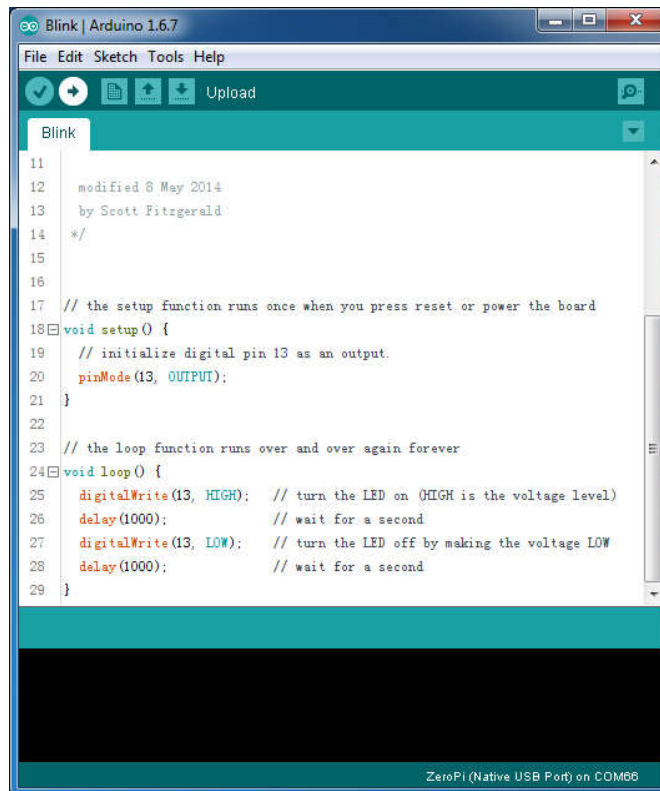 Blink | Arduino 1.6.7
File Edit Sketch Tools Help
Upload
Blink
11
12 modified 8 May 2014
13 by Scott Fitzgerald
14 */
15
16
17 // the setup function runs once when you press reset or power the board
18 void setup() {
19 // initialize digital pin 13 as an output.
20 pinMode(13, OUTPUT);
21 }
22
23 // the loop function runs over and over again forever
24 void loop() {
25 digitalWrite(13, HIGH); // turn the LED on (HIGH is the voltage level)
26 delay(1000); // wait for a second
27 digitalWrite(13, LOW); // turn the LED off by making the voltage LOW
28 delay(1000); // wait for a second
29 }
ZeroPi (Native USB Port) on COM66